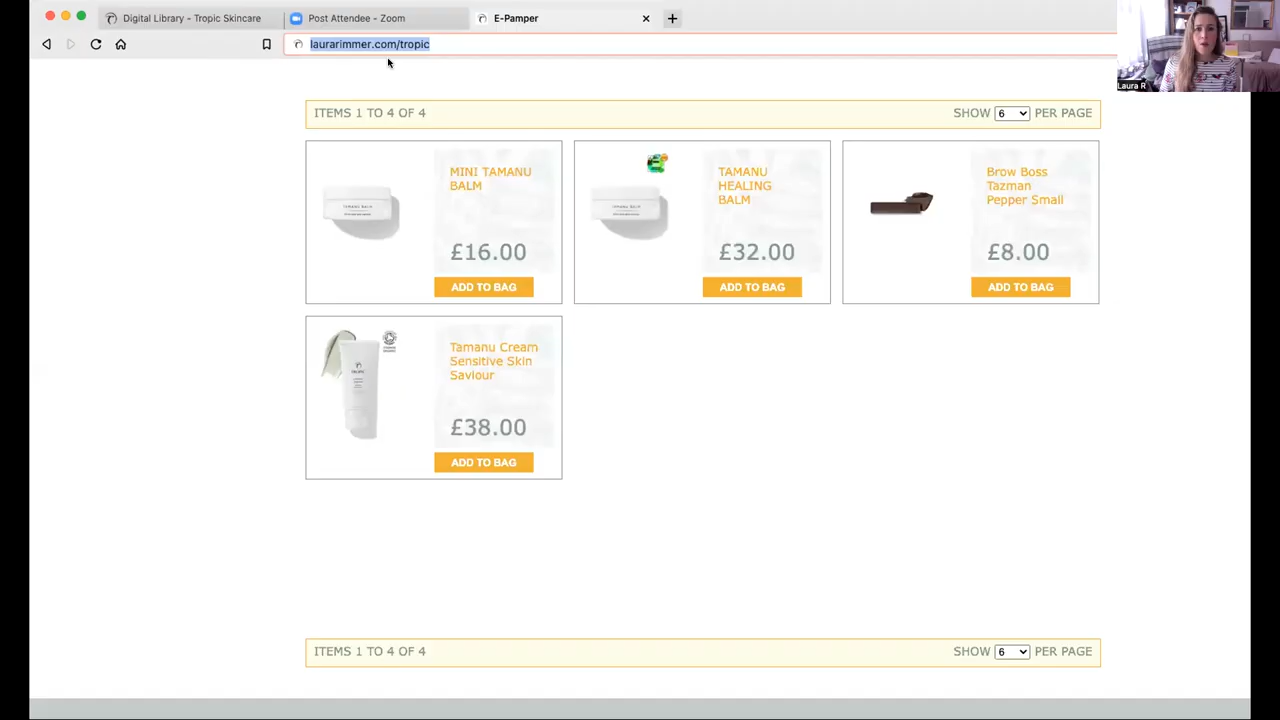 Digital Library - Tropic Skincare
Post Attendee - Zoom
E-Pamper
laurarimmer.com/tropic
Laura R
ITEMS 1 TO 4 OF 4
SHOW 6 PER PAGE
MINI TAMANU
BALM
£16.00
ADD TO BAG
TAMANU
HEALING
BALM
£32.00
ADD TO BAG
Brow Boss
Tazman
Pepper Small
£8.00
ADD TO BAG
TROPIC
Tamanu Cream
Sensitive Skin
Saviour
£38.00
ADD TO BAG
ITEMS 1 TO 4 OF 4
SHOW 6 PER PAGE